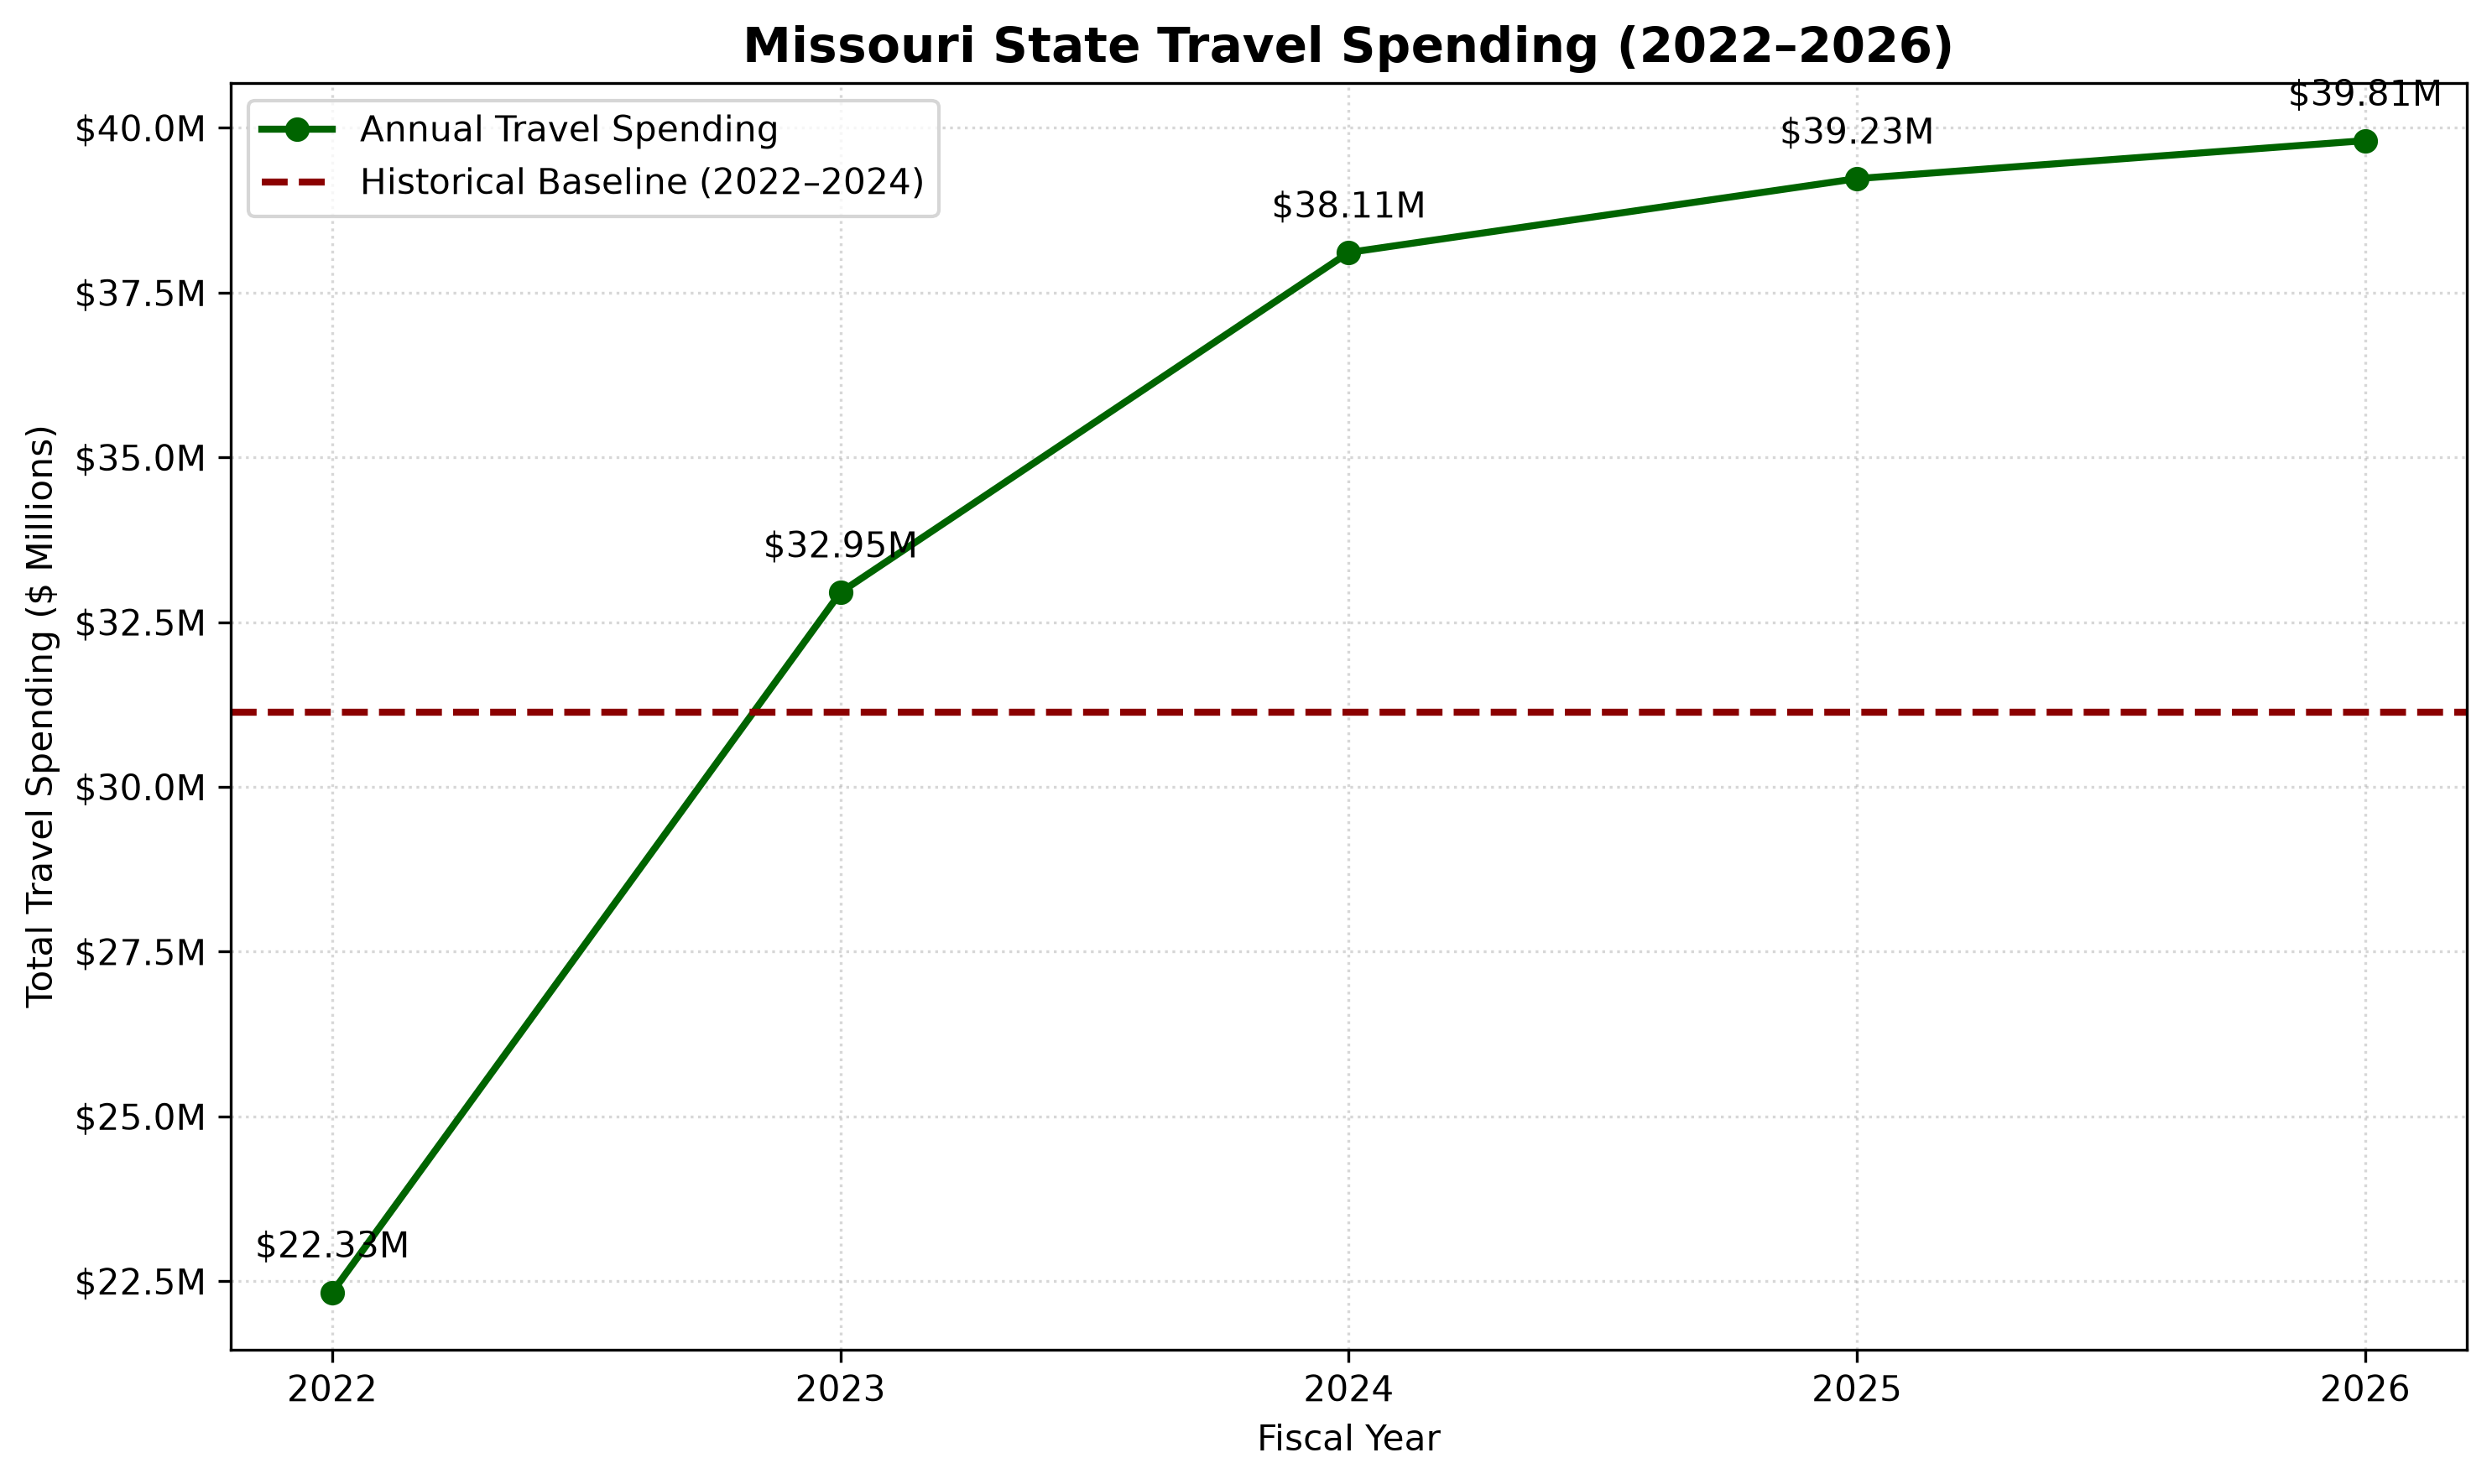 Missouri State Travel Spending (2022–2026)
Annual Travel Spending
Historical Baseline (2022–2024)
$39.81M
$39.23M
$38.11M
$32.95M
$22.33M
Total Travel Spending ($ Millions)
$40.0M
$37.5M
$35.0M
$32.5M
$30.0M
$27.5M
$25.0M
$22.5M
2022
2023
2024
2025
2026
Fiscal Year